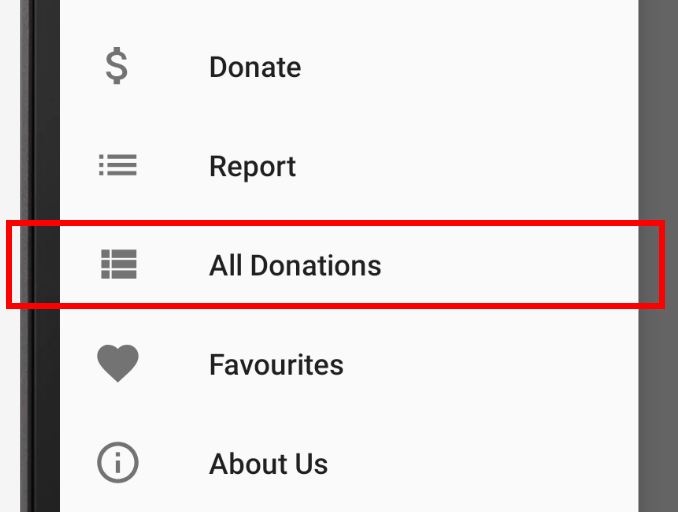 Donate
Report
All Donations
Favourites
About Us